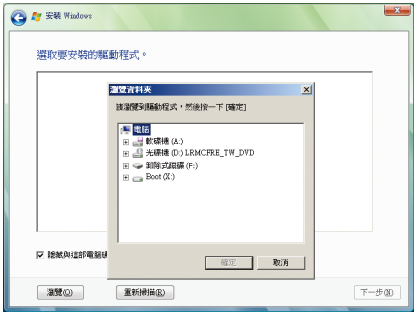 安裝 Windows
選取要安裝的驅動程式。
瀏覽資料夾
請瀏覽到驅動程式，然後按一下 [確定]
電腦
軟碟機 (A:)
光碟機 (D:) LRMCFRE_TW_DVD
卸除式磁碟 (F:)
Boot (X:)
隱藏與這部電腦硬
確定
取消
瀏覽(O)
重新掃描(R)
下一步(N)